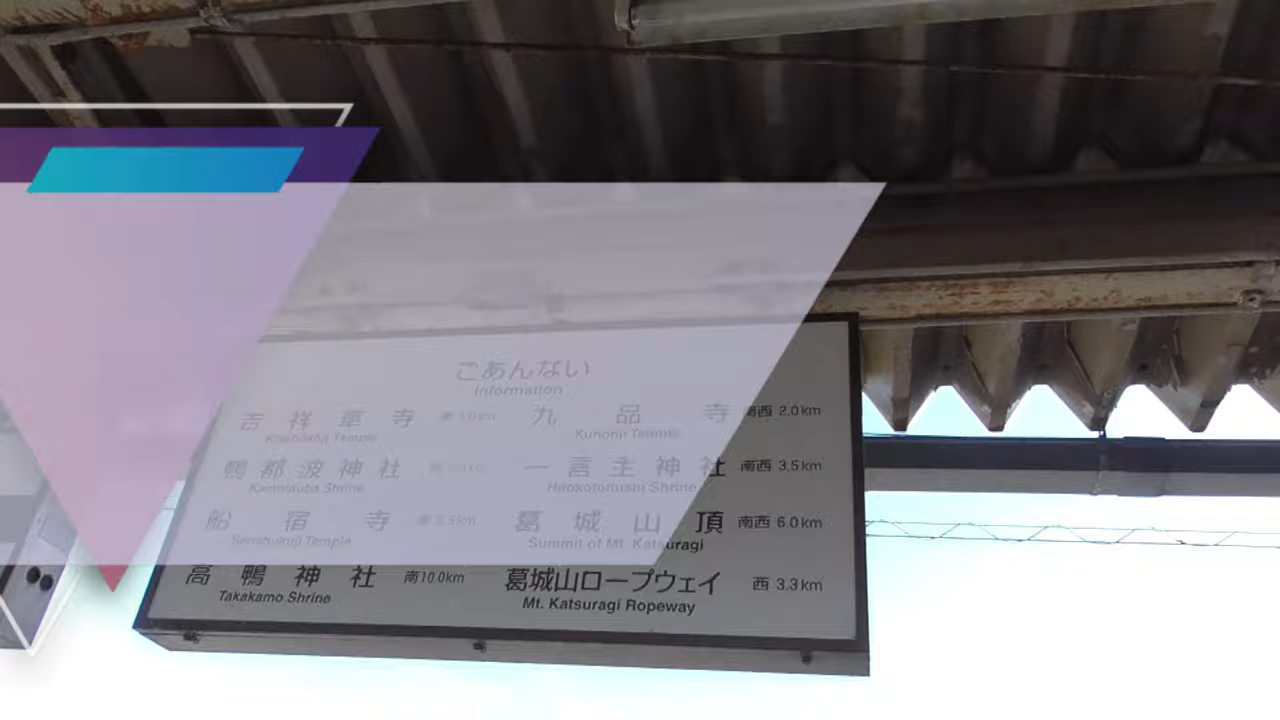 ごあんない
Information
吉祥草寺
九品寺 南西 2.0km
Kisshōsōji Temple
Kuhonji Temple
鴨都波神社
一言主神社 南西 3.5km
Kamotsuba Shrine
Hitokotonushi Shrine
船宿寺
葛城山頂 南西 6.0km
Senshukuji Temple
Summit of Mt. Katsuragi
高鴨神社 南10.0km
葛城山ロープウェイ 西 3.3km
Takakamo Shrine
Mt. Katsuragi Ropeway